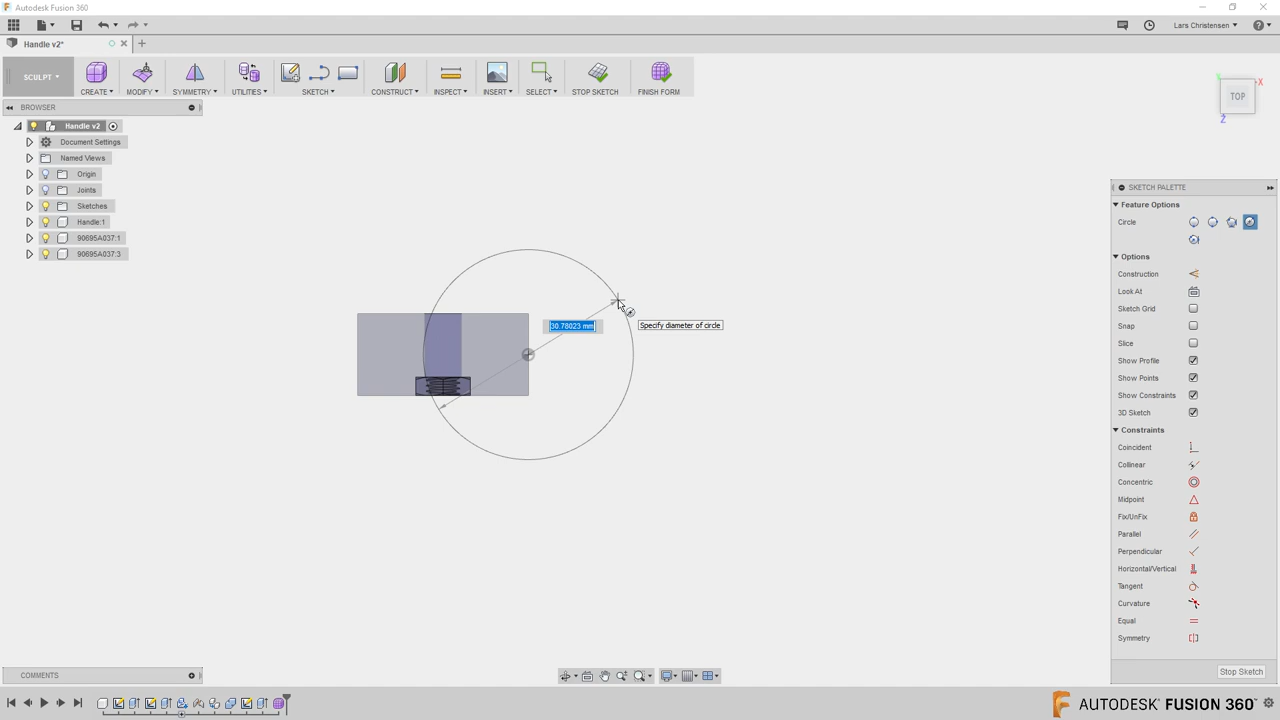 Autodesk Fusion 360
Lars Christensen
Handle v2*
SCULPT
CREATE
MODIFY
SYMMETRY
UTILITIES
SKETCH
CONSTRUCT
INSPECT
INSERT
SELECT
STOP SKETCH
FINISH FORM
BROWSER
Handle v2
Document Settings
Named Views
Origin
Joints
Sketches
Handle:1
90695A037:1
90695A037:3
X
Y
TOP
Z
30.78023 mm
Specify diameter of circle
SKETCH PALETTE
Feature Options
Circle
Options
Construction
Look At
Sketch Grid
Snap
Slice
Show Profile
Show Points
Show Constraints
3D Sketch
Constraints
Coincident
Collinear
Concentric
Midpoint
Fix/UnFix
Parallel
Perpendicular
Horizontal/Vertical
Tangent
Curvature
Equal
Symmetry
Stop Sketch
COMMENTS
AUTODESK® FUSION 360™